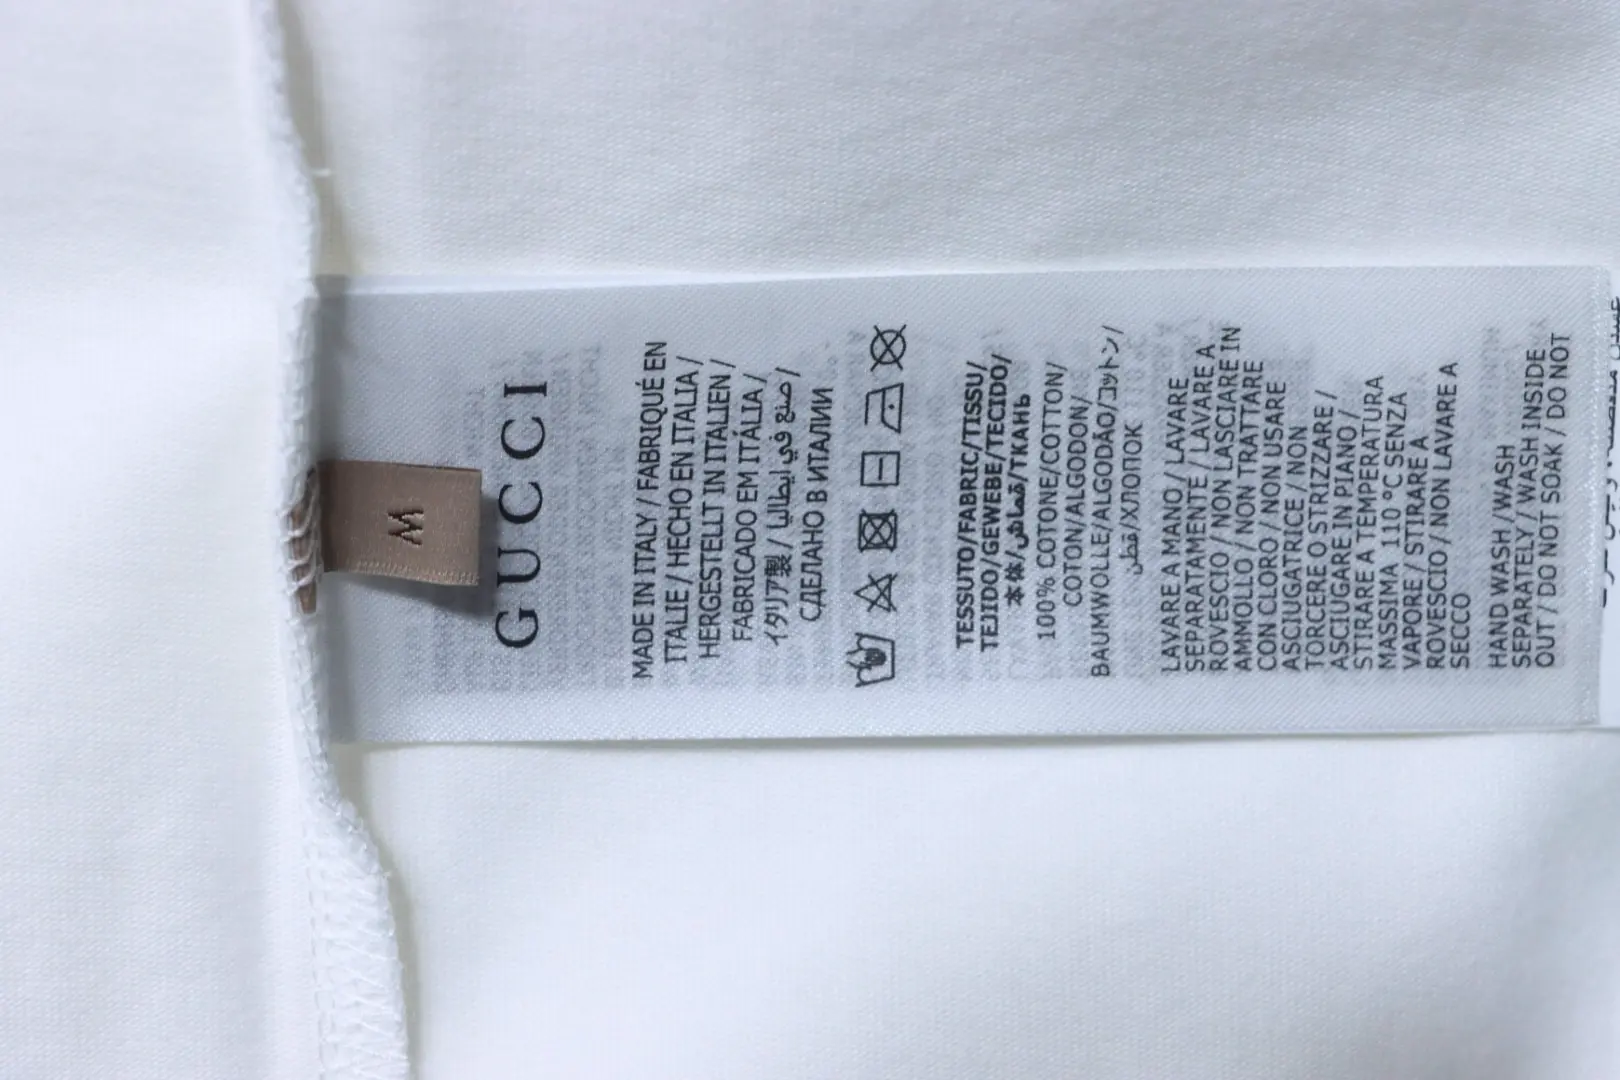 M
GUCCI
MADE IN ITALY / FABRIQUÉ EN
ITALIE / HECHO EN ITALIA /
HERGESTELLT IN ITALIEN /
FABRICADO EM ITÁLIA /
イタリア製 / صنع في ايطاليا /
СДЕЛАНО В ИТАЛИИ
TESSUTO/FABRIC/TISSU/
TEJIDO/GEWEBE/TECIDO/
本体/قماش/ТКАНЬ
100% COTONE/COTTON/
COTON/ALGODON/
BAUMWOLLE/ALGODÃO/コットン/
قطن/ХЛОПОК
LAVARE A MANO / LAVARE
SEPARATAMENTE / LAVARE A
ROVESCIO / NON LASCIARE IN
AMMOLLO / NON TRATTARE
CON CLORO / NON USARE
ASCIUGATRICE / NON
TORCERE O STRIZZARE /
ASCIUGARE IN PIANO /
STIRARE A TEMPERATURA
MASSIMA 110 °C SENZA
VAPORE / STIRARE A
ROVESCIO / NON LAVARE A
SECCO
HAND WASH / WASH
SEPARATELY / WASH INSIDE
OUT / DO NOT SOAK / DO NOT